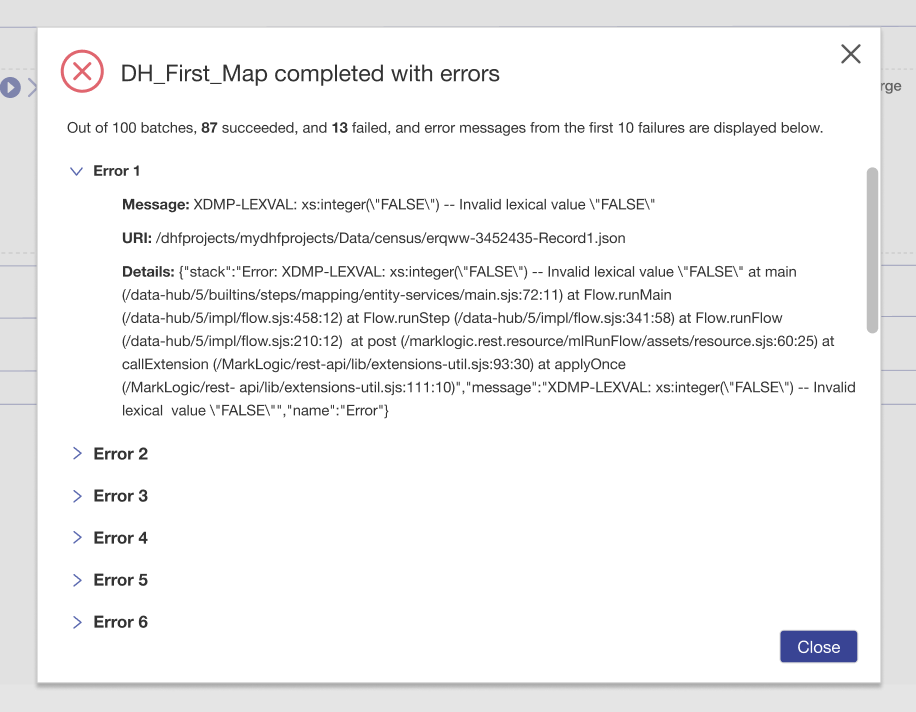 DH_First_Map completed with errors
rge
Out of 100 batches, 87 succeeded, and 13 failed, and error messages from the first 10 failures are displayed below.
Error 1
Message: XDMP-LEXVAL: xs:integer(\"FALSE\") -- Invalid lexical value \"FALSE\"
URI: /dhfprojects/mydhfprojects/Data/census/erqww-3452435-Record1.json
Details: {"stack":"Error: XDMP-LEXVAL: xs:integer(\"FALSE\") -- Invalid lexical value \"FALSE\" at main
(/data-hub/5/builtins/steps/mapping/entity-services/main.sjs:72:11) at Flow.runMain
(/data-hub/5/impl/flow.sjs:458:12) at Flow.runStep (/data-hub/5/impl/flow.sjs:341:58) at Flow.runFlow
(/data-hub/5/impl/flow.sjs:210:12)  at post (/marklogic.rest.resource/mlRunFlow/assets/resource.sjs:60:25) at
callExtension (/MarkLogic/rest-api/lib/extensions-util.sjs:93:30) at applyOnce
(/MarkLogic/rest- api/lib/extensions-util.sjs:111:10)","message":"XDMP-LEXVAL: xs:integer(\"FALSE\") -- Invalid
lexical  value \"FALSE\"","name":"Error"}
Error 2
Error 3
Error 4
Error 5
Error 6
Close